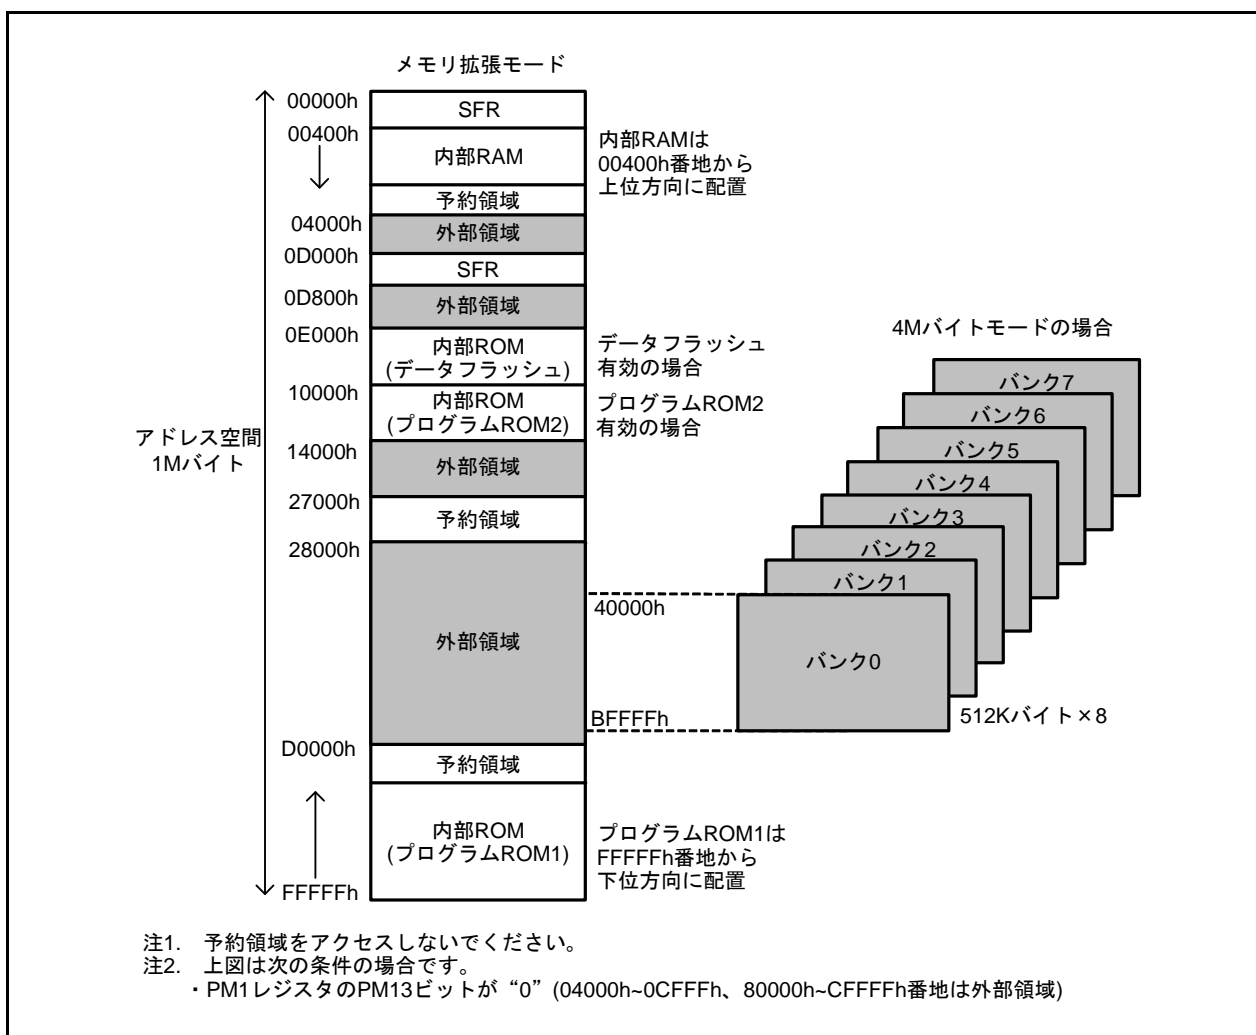 メモリ拡張モード
00000h
SFR
00400h
内部RAM
内部RAMは
00400h番地から
上位方向に配置
予約領域
04000h
外部領域
0D000h
SFR
0D800h
外部領域
0E000h
内部ROM
(データフラッシュ)
データフラッシュ
有効の場合
10000h
内部ROM
(プログラムROM2)
プログラムROM2
有効の場合
アドレス空間
1Mバイト
14000h
外部領域
27000h
予約領域
28000h
外部領域
40000h
BFFFFh
D0000h
予約領域
内部ROM
(プログラムROM1)
プログラムROM1は
FFFFFh番地から
下位方向に配置
FFFFFh
4Mバイトモードの場合
バンク7
バンク6
バンク5
バンク4
バンク3
バンク2
バンク1
バンク0
512Kバイト×8
注1. 予約領域をアクセスしないでください。
注2. 上図は次の条件の場合です。
・PM1レジスタのPM13ビットが“0”(04000h~0CFFFh、80000h~CFFFFh番地は外部領域)